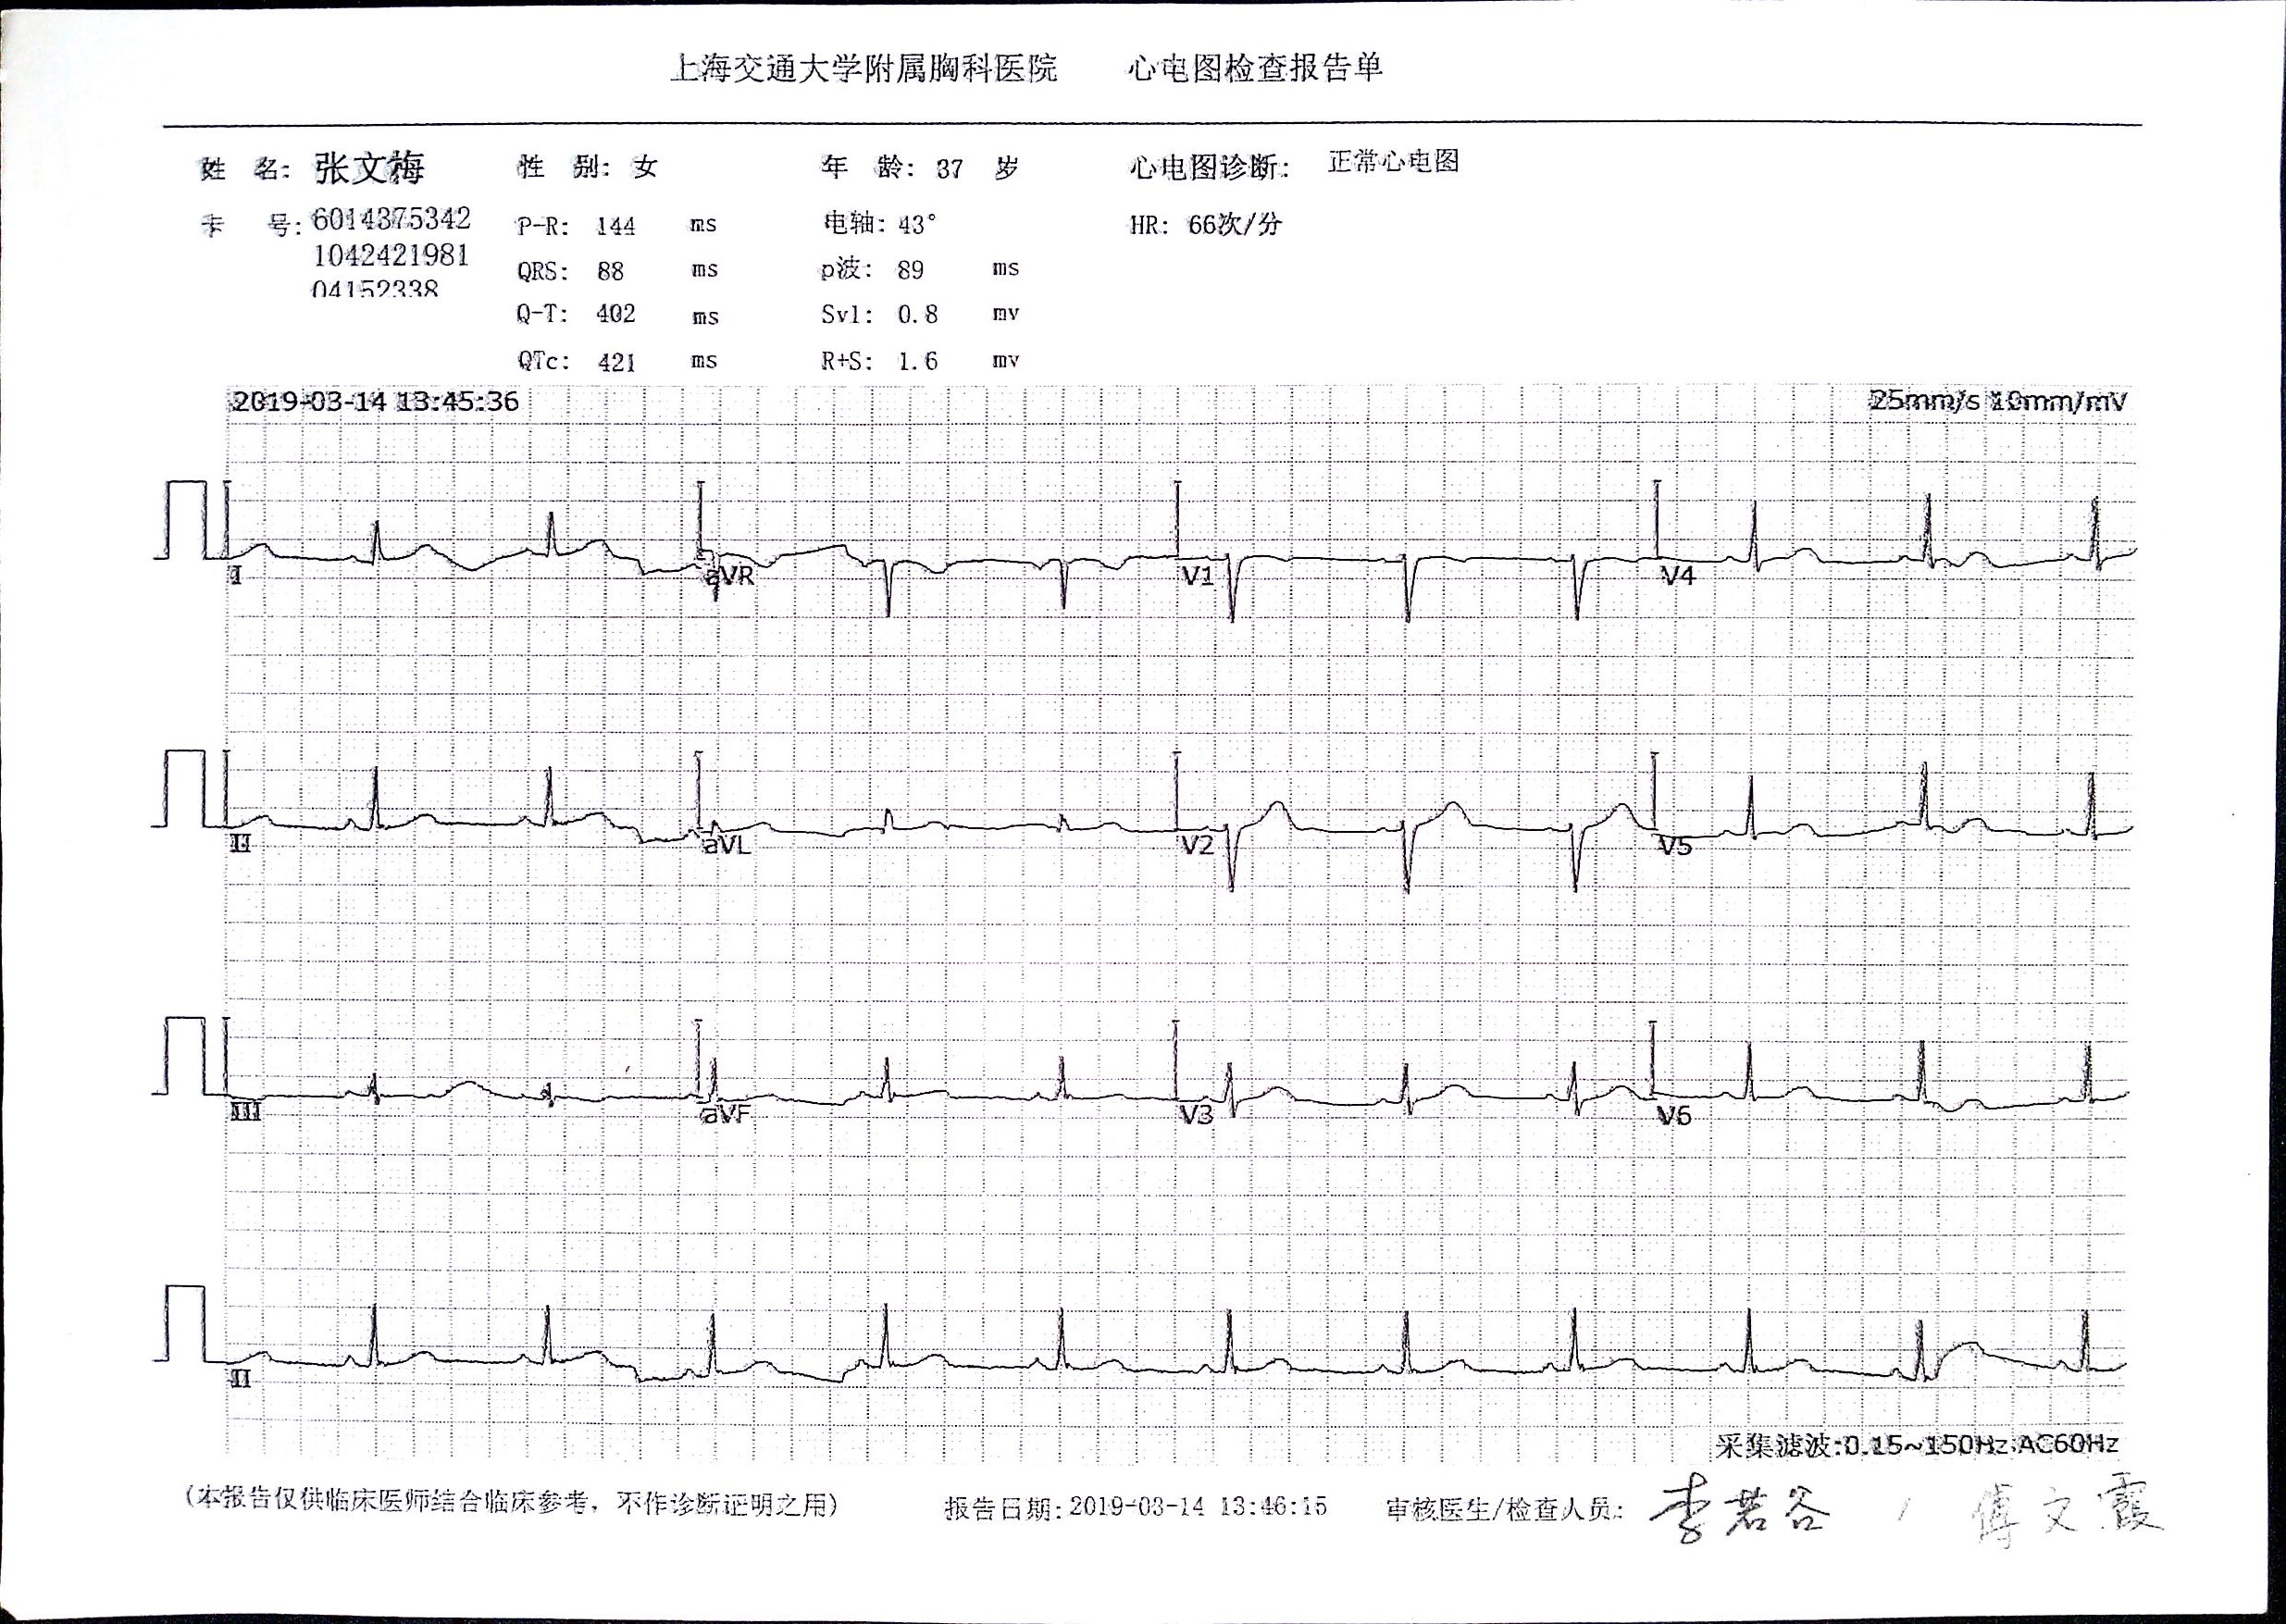 上海交通大学附属胸科医院 心电图检查报告单
姓 名: 张文梅 性 别: 女 年 龄: 37 岁 心电图诊断: 正常心电图
卡 号: 6014375342 P-R: 144 ms 电轴: 43° HR: 66次/分
1042421981
04152338
QRS: 88 ms p波: 89 ms
Q-T: 402 ms Sv1: 0.8 mv
QTc: 421 ms R+S: 1.6 mv
2019-03-14 13:45:36 25mm/s 10mm/mV
I aVR V1 V4
II aVL V2 V5
III aVF V3 V6
II
采集滤波:0.15~150Hz AC60Hz
(本报告仅供临床医师结合临床参考, 不作诊断证明之用) 报告日期: 2019-03-14 13:46:15 审核医生/检查人员: 李若谷 / 傅文霞